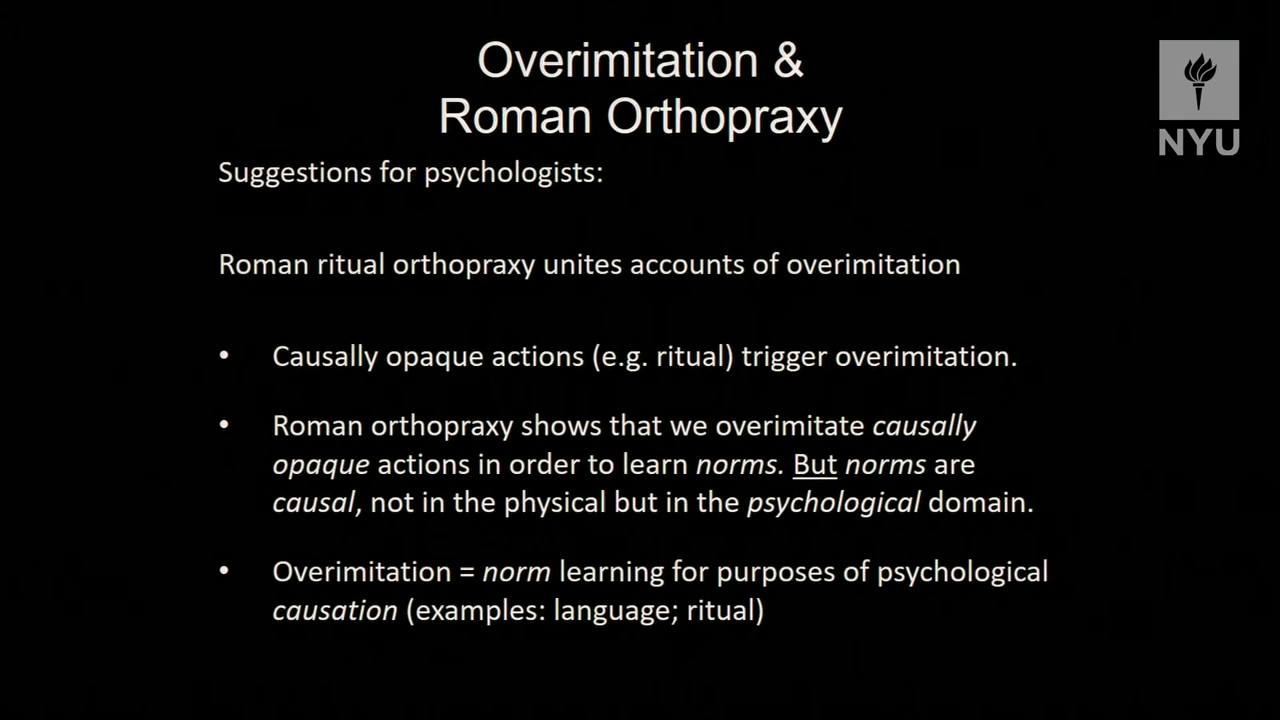 Overimitation &
Roman Orthopraxy
NYU
Suggestions for psychologists:
Roman ritual orthopraxy unites accounts of overimitation
• Causally opaque actions (e.g. ritual) trigger overimitation.
• Roman orthopraxy shows that we overimitate causally
opaque actions in order to learn norms. But norms are
causal, not in the physical but in the psychological domain.
• Overimitation = norm learning for purposes of psychological
causation (examples: language; ritual)